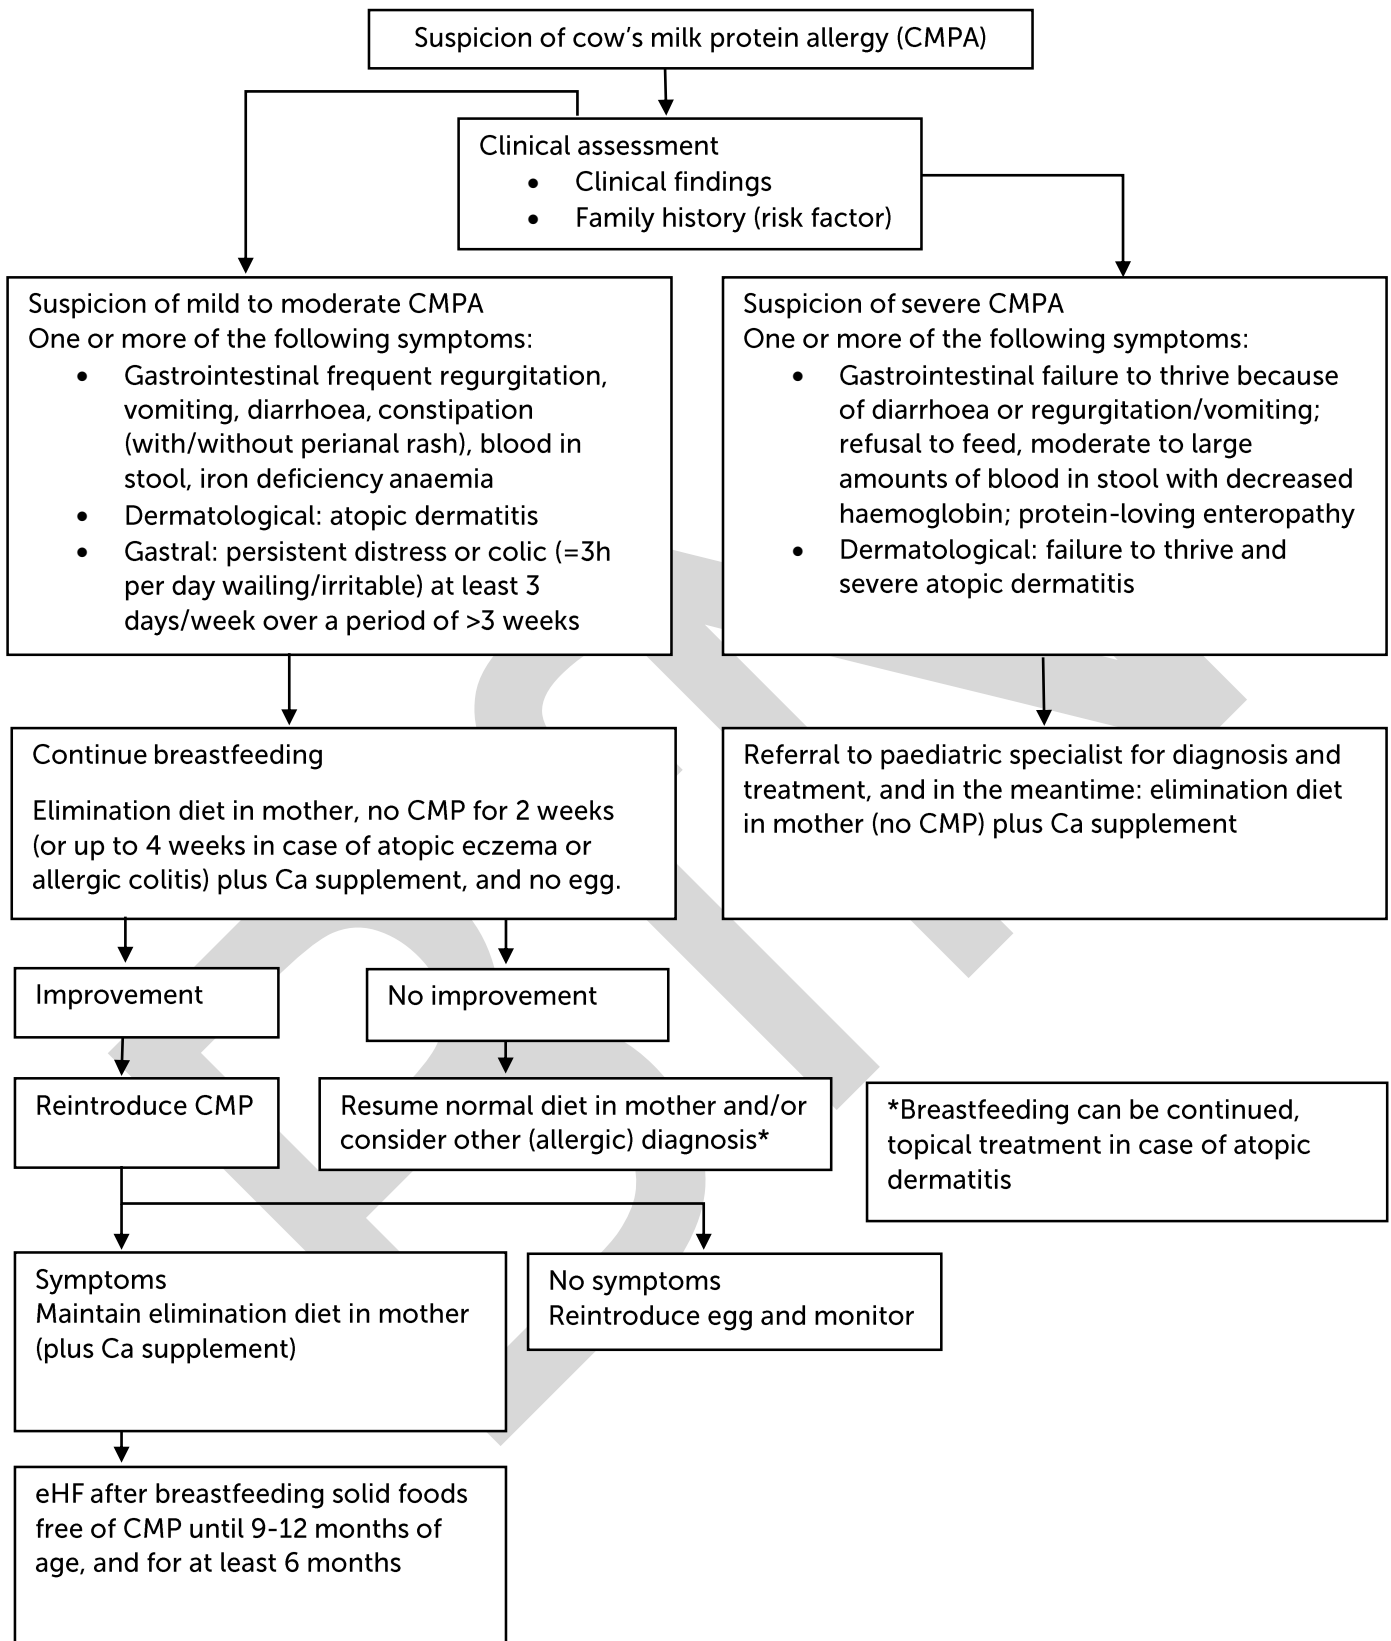 Suspicion of cow's milk protein allergy (CMPA)
Clinical assessment
• Clinical findings
• Family history (risk factor)
Suspicion of mild to moderate CMPA
One or more of the following symptoms:
• Gastrointestinal frequent regurgitation,
vomiting, diarrhoea, constipation
(with/without perianal rash), blood in
stool, iron deficiency anaemia
• Dermatological: atopic dermatitis
• Gastral: persistent distress or colic (=3h
per day wailing/irritable) at least 3
days/week over a period of >3 weeks
Suspicion of severe CMPA
One or more of the following symptoms:
• Gastrointestinal failure to thrive because
of diarrhoea or regurgitation/vomiting;
refusal to feed, moderate to large
amounts of blood in stool with decreased
haemoglobin; protein-loving enteropathy
• Dermatological: failure to thrive and
severe atopic dermatitis
Continue breastfeeding
Elimination diet in mother, no CMP for 2 weeks
(or up to 4 weeks in case of atopic eczema or
allergic colitis) plus Ca supplement, and no egg.
Referral to paediatric specialist for diagnosis and
treatment, and in the meantime: elimination diet
in mother (no CMP) plus Ca supplement
Improvement
No improvement
Reintroduce CMP
Resume normal diet in mother and/or
consider other (allergic) diagnosis*
*Breastfeeding can be continued,
topical treatment in case of atopic
dermatitis
Symptoms
Maintain elimination diet in mother
(plus Ca supplement)
No symptoms
Reintroduce egg and monitor
eHF after breastfeeding solid foods
free of CMP until 9-12 months of
age, and for at least 6 months